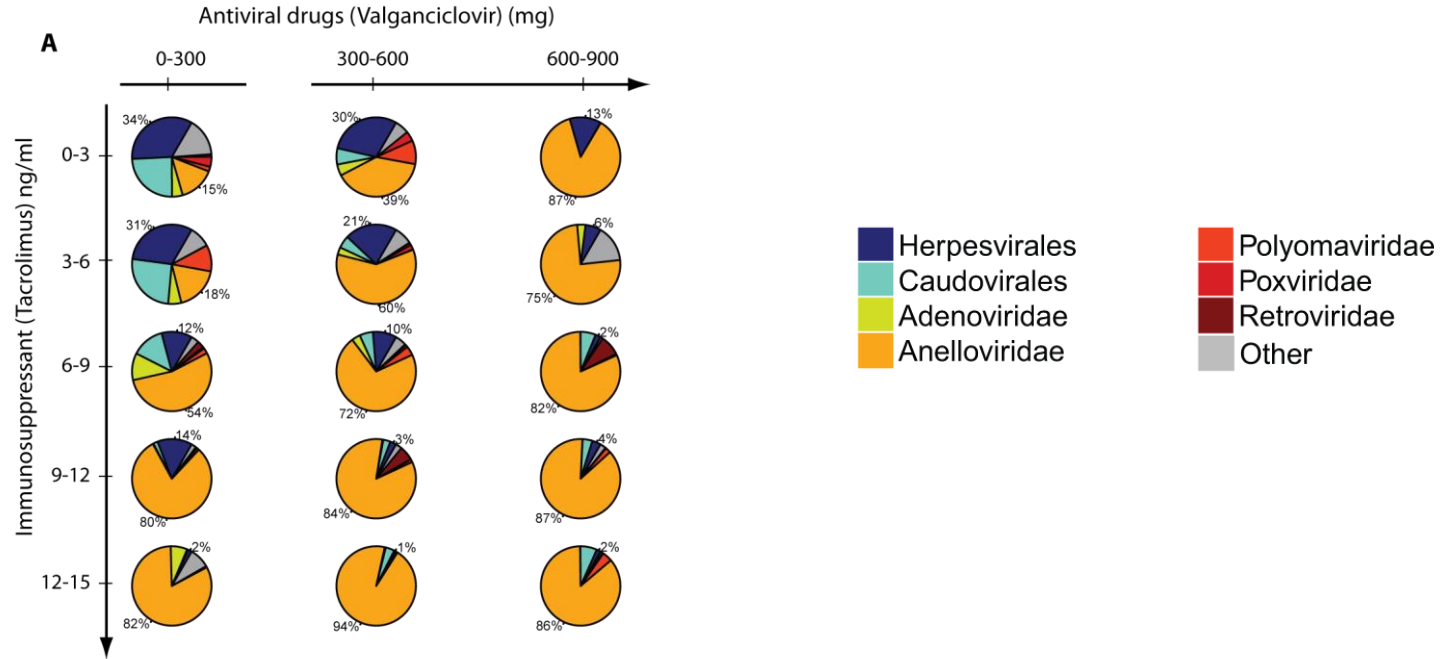 Antiviral drugs (Valganciclovir) (mg)
A
0-300 300-600 600-900
Immunosuppressant (Tacrolimus) ng/ml
0-3
34% 15%
30% 39%
13% 87%
3-6
31% 18%
21% 60%
6% 75%
6-9
12% 54%
10% 72%
2% 82%
9-12
14% 80%
3% 84%
4% 87%
12-15
2% 82%
1% 94%
2% 86%
Herpesvirales
Caudovirales
Adenoviridae
Anelloviridae
Polyomaviridae
Poxviridae
Retroviridae
Other